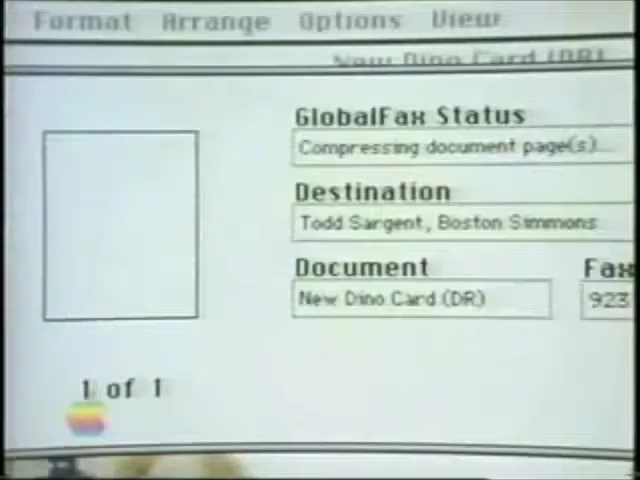 Format Arrange Options View
New Dino Card (DR)
GlobalFax Status
Compressing document page(s)...
Destination
Todd Sargent, Boston Simmons
Document
Fax
New Dino Card (DR)
923
1 of 1